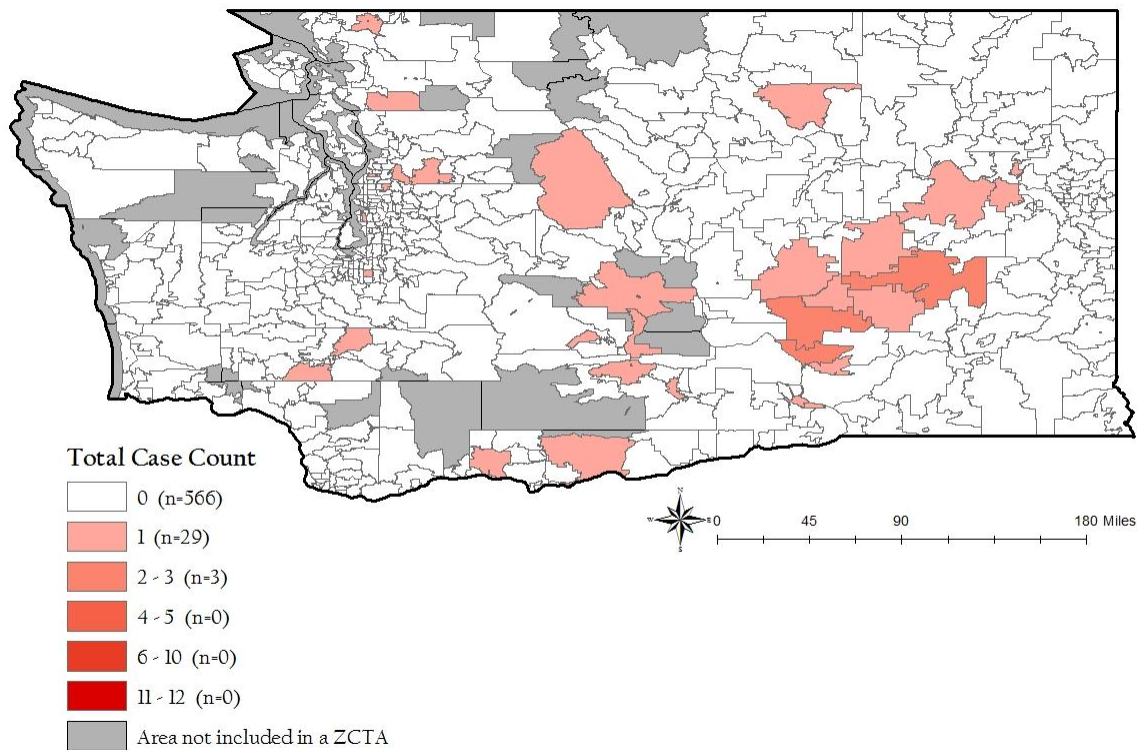 Total Case Count
0 (n=566)
1 (n=29)
2 - 3 (n=3)
4 - 5 (n=0)
6 - 10 (n=0)
11 - 12 (n=0)
Area not included in a ZCTA
N
W E
S
0 45 90 180 Miles